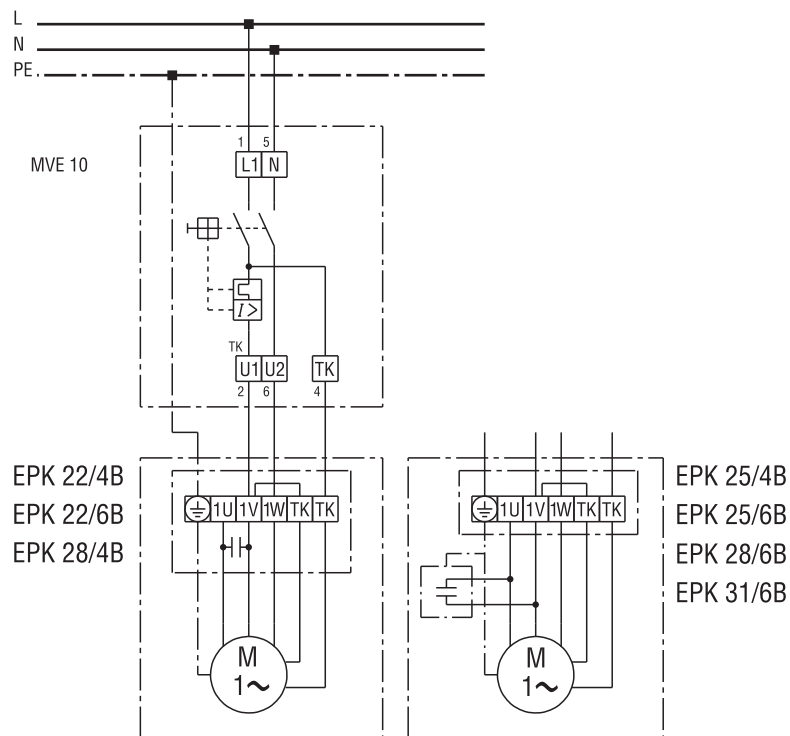 L
N
PE
MVE 10
1 5
L1 N
I>
TK
U1 U2 TK
2 6 4
EPK 22/4B
EPK 22/6B
EPK 28/4B
1U 1V 1W TK TK
M
1~
1U 1V 1W TK TK
M
1~
EPK 25/4B
EPK 25/6B
EPK 28/6B
EPK 31/6B